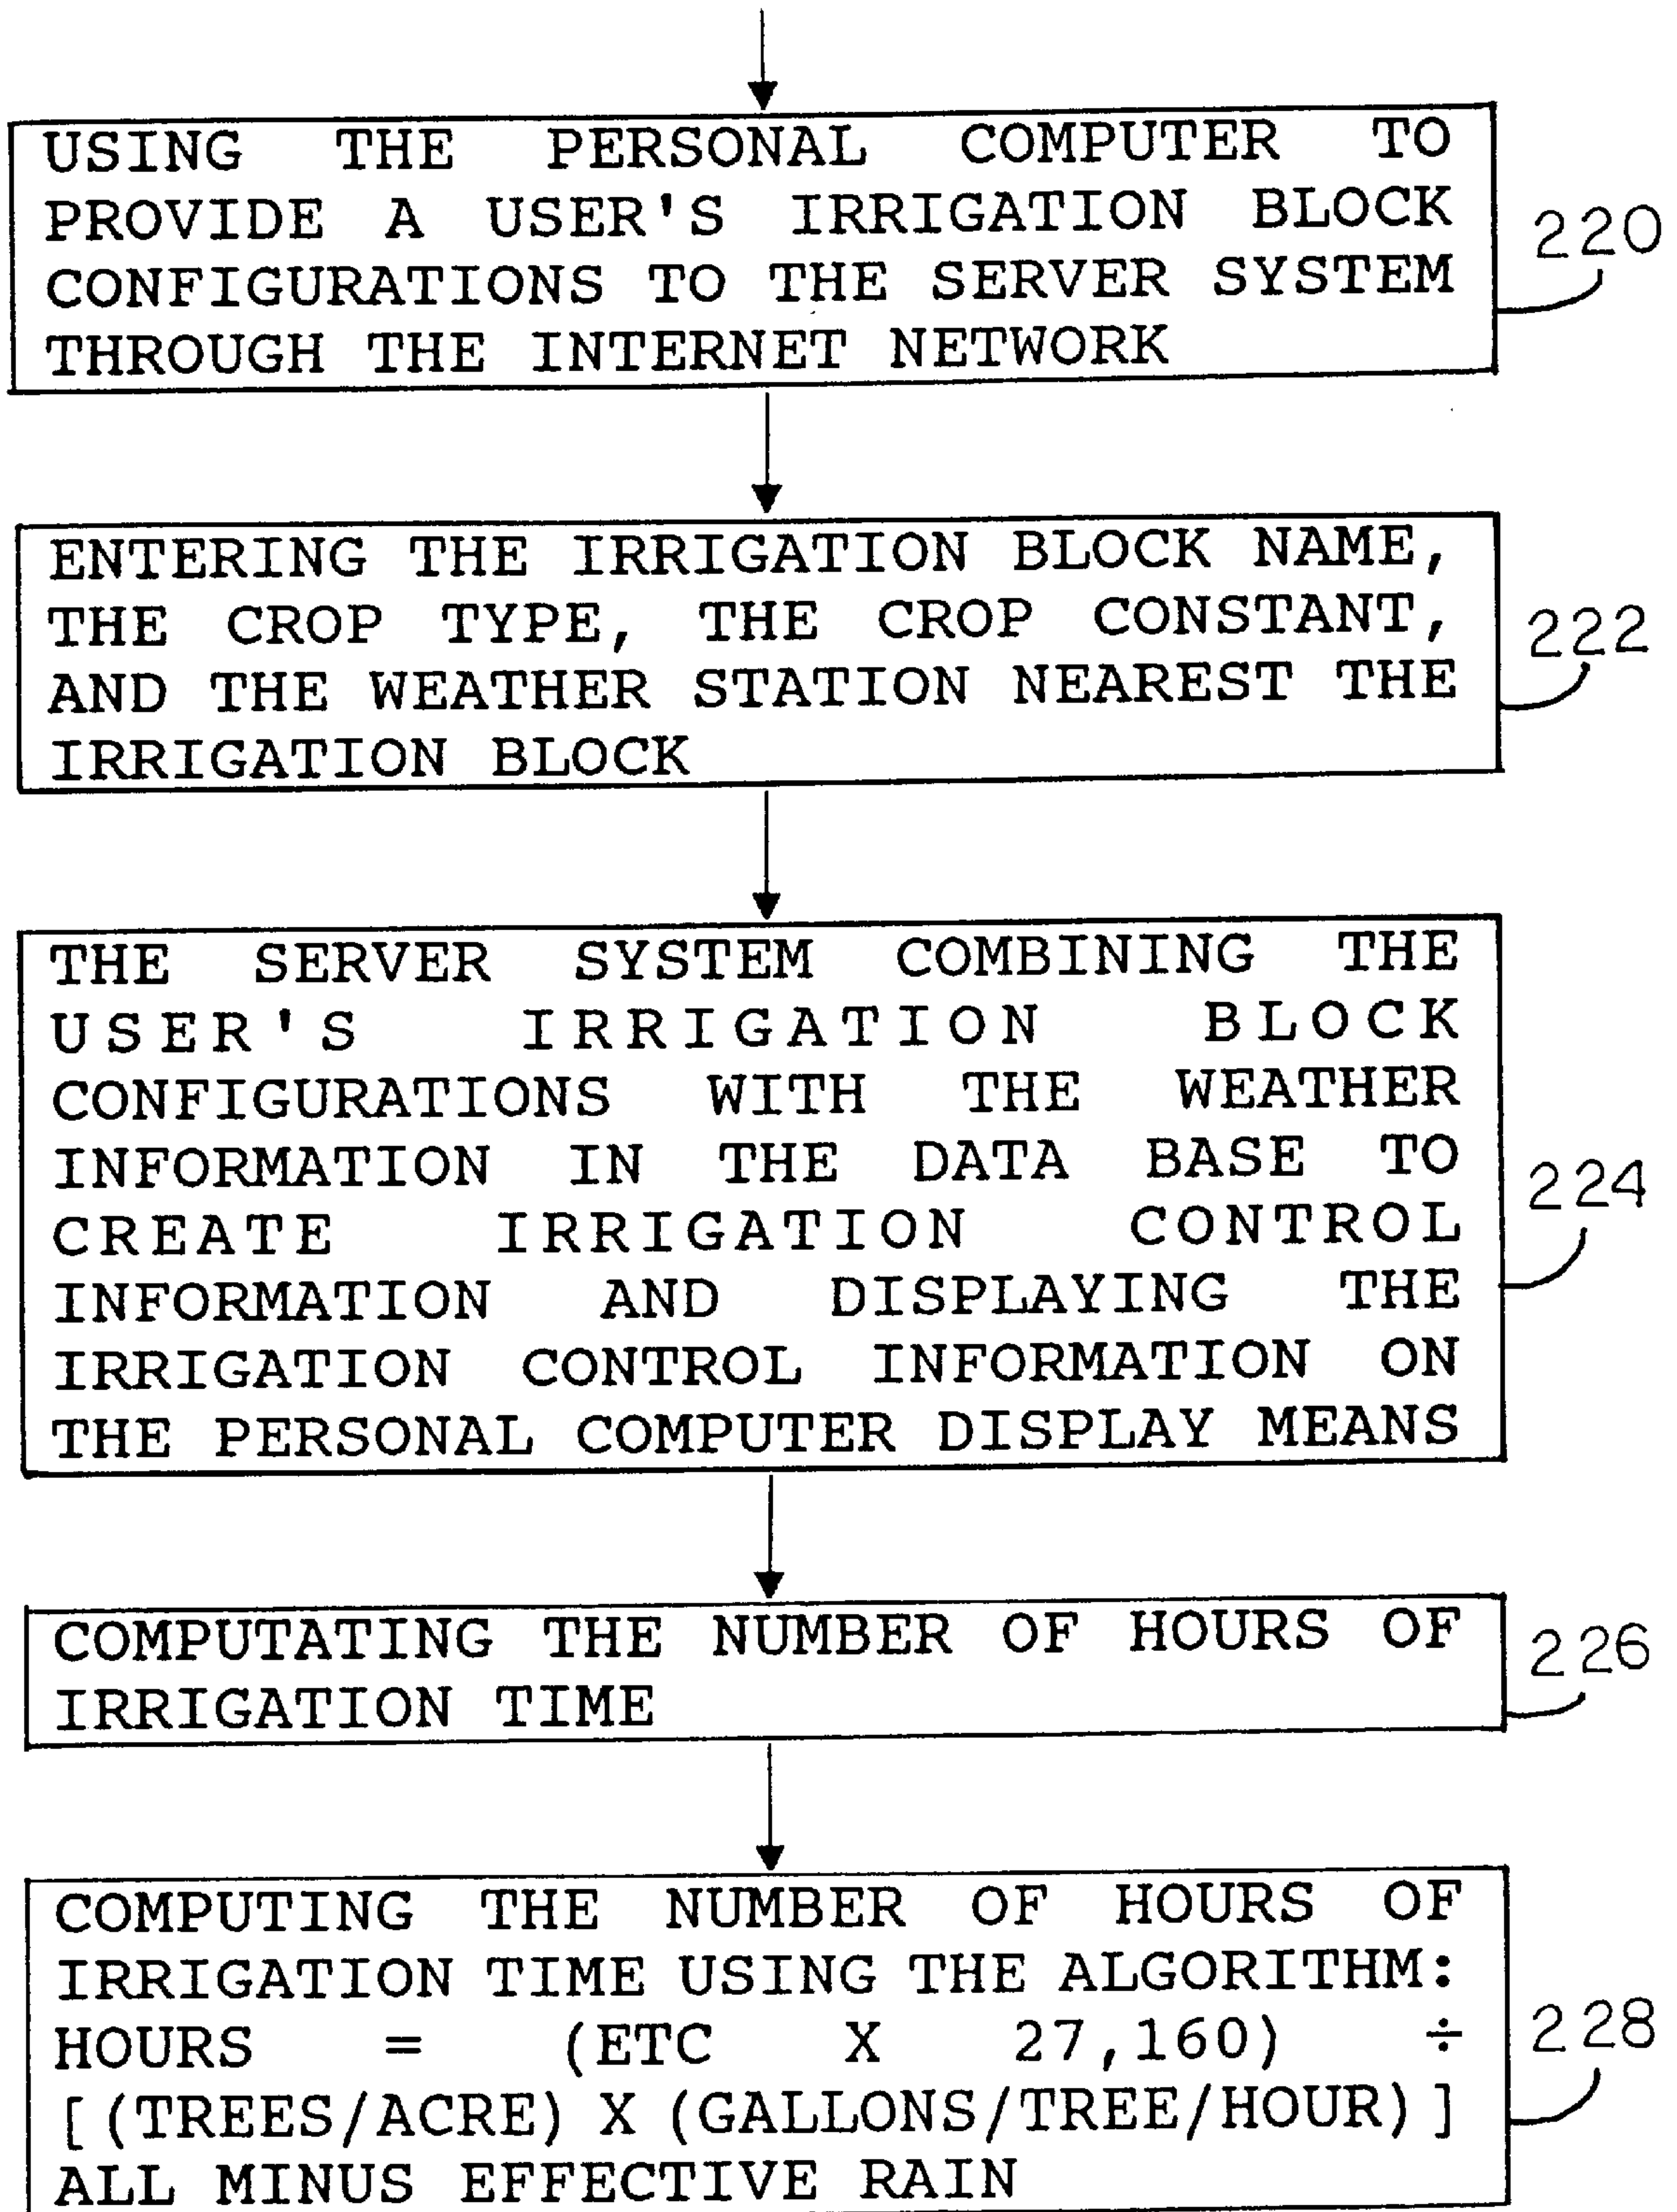 USING THE PERSONAL COMPUTER TO
PROVIDE A USER'S IRRIGATION BLOCK
CONFIGURATIONS TO THE SERVER SYSTEM
THROUGH THE INTERNET NETWORK
220
ENTERING THE IRRIGATION BLOCK NAME,
THE CROP TYPE, THE CROP CONSTANT,
AND THE WEATHER STATION NEAREST THE
IRRIGATION BLOCK
222
THE SERVER SYSTEM COMBINING THE
USER'S IRRIGATION BLOCK
CONFIGURATIONS WITH THE WEATHER
INFORMATION IN THE DATA BASE TO
CREATE IRRIGATION CONTROL
INFORMATION AND DISPLAYING THE
IRRIGATION CONTROL INFORMATION ON
THE PERSONAL COMPUTER DISPLAY MEANS
224
COMPUTATING THE NUMBER OF HOURS OF
IRRIGATION TIME
226
COMPUTING THE NUMBER OF HOURS OF
IRRIGATION TIME USING THE ALGORITHM:
HOURS = (ETC X 27,160) ÷
[(TREES/ACRE) X (GALLONS/TREE/HOUR)]
ALL MINUS EFFECTIVE RAIN
228